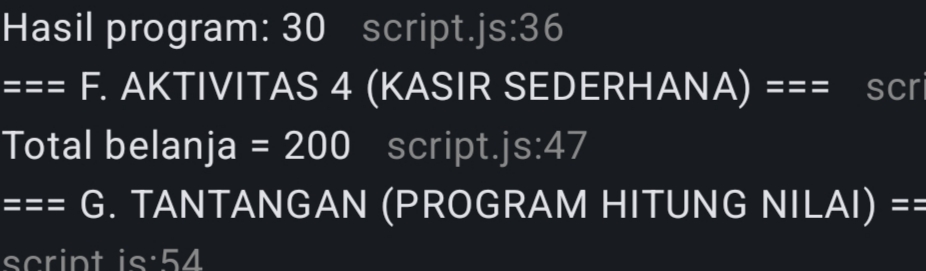 Hasil program: 30 script.js:36
=== F. AKTIVITAS 4 (KASIR SEDERHANA) === scri
Total belanja = 200 script.js:47
=== G. TANTANGAN (PROGRAM HITUNG NILAI) ==
script.js:54